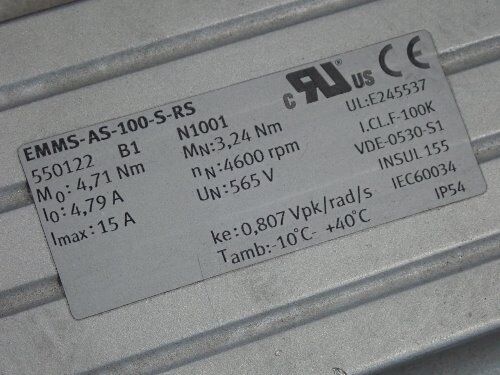 EMMS-AS-100-S-RS
550122 B1 N1001
M0: 4,71 Nm MN: 3,24 Nm
I0: 4,79 A nN: 4600 rpm
Imax: 15 A UN: 565 V
ke: 0,807 Vpk/rad/s
Tamb: -10°C- +40°C
c RU US CE
UL:E245537
I.CL.F-100K
VDE-0530-S1
INSUL 155
IEC60034
IP54